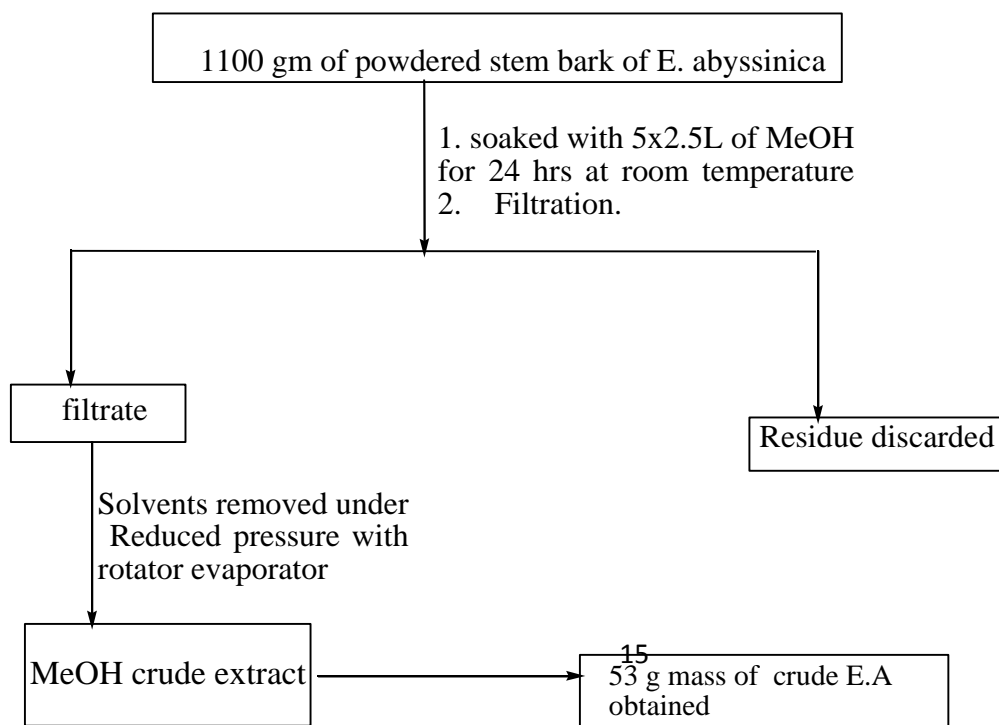 1100 gm of powdered stem bark of E. abyssinica
1. soaked with 5x2.5L of MeOH
for 24 hrs at room temperature
2. Filtration.
filtrate
Residue discarded
Solvents removed under
Reduced pressure with
rotator evaporator
MeOH crude extract
15
53 g mass of crude E.A
obtained